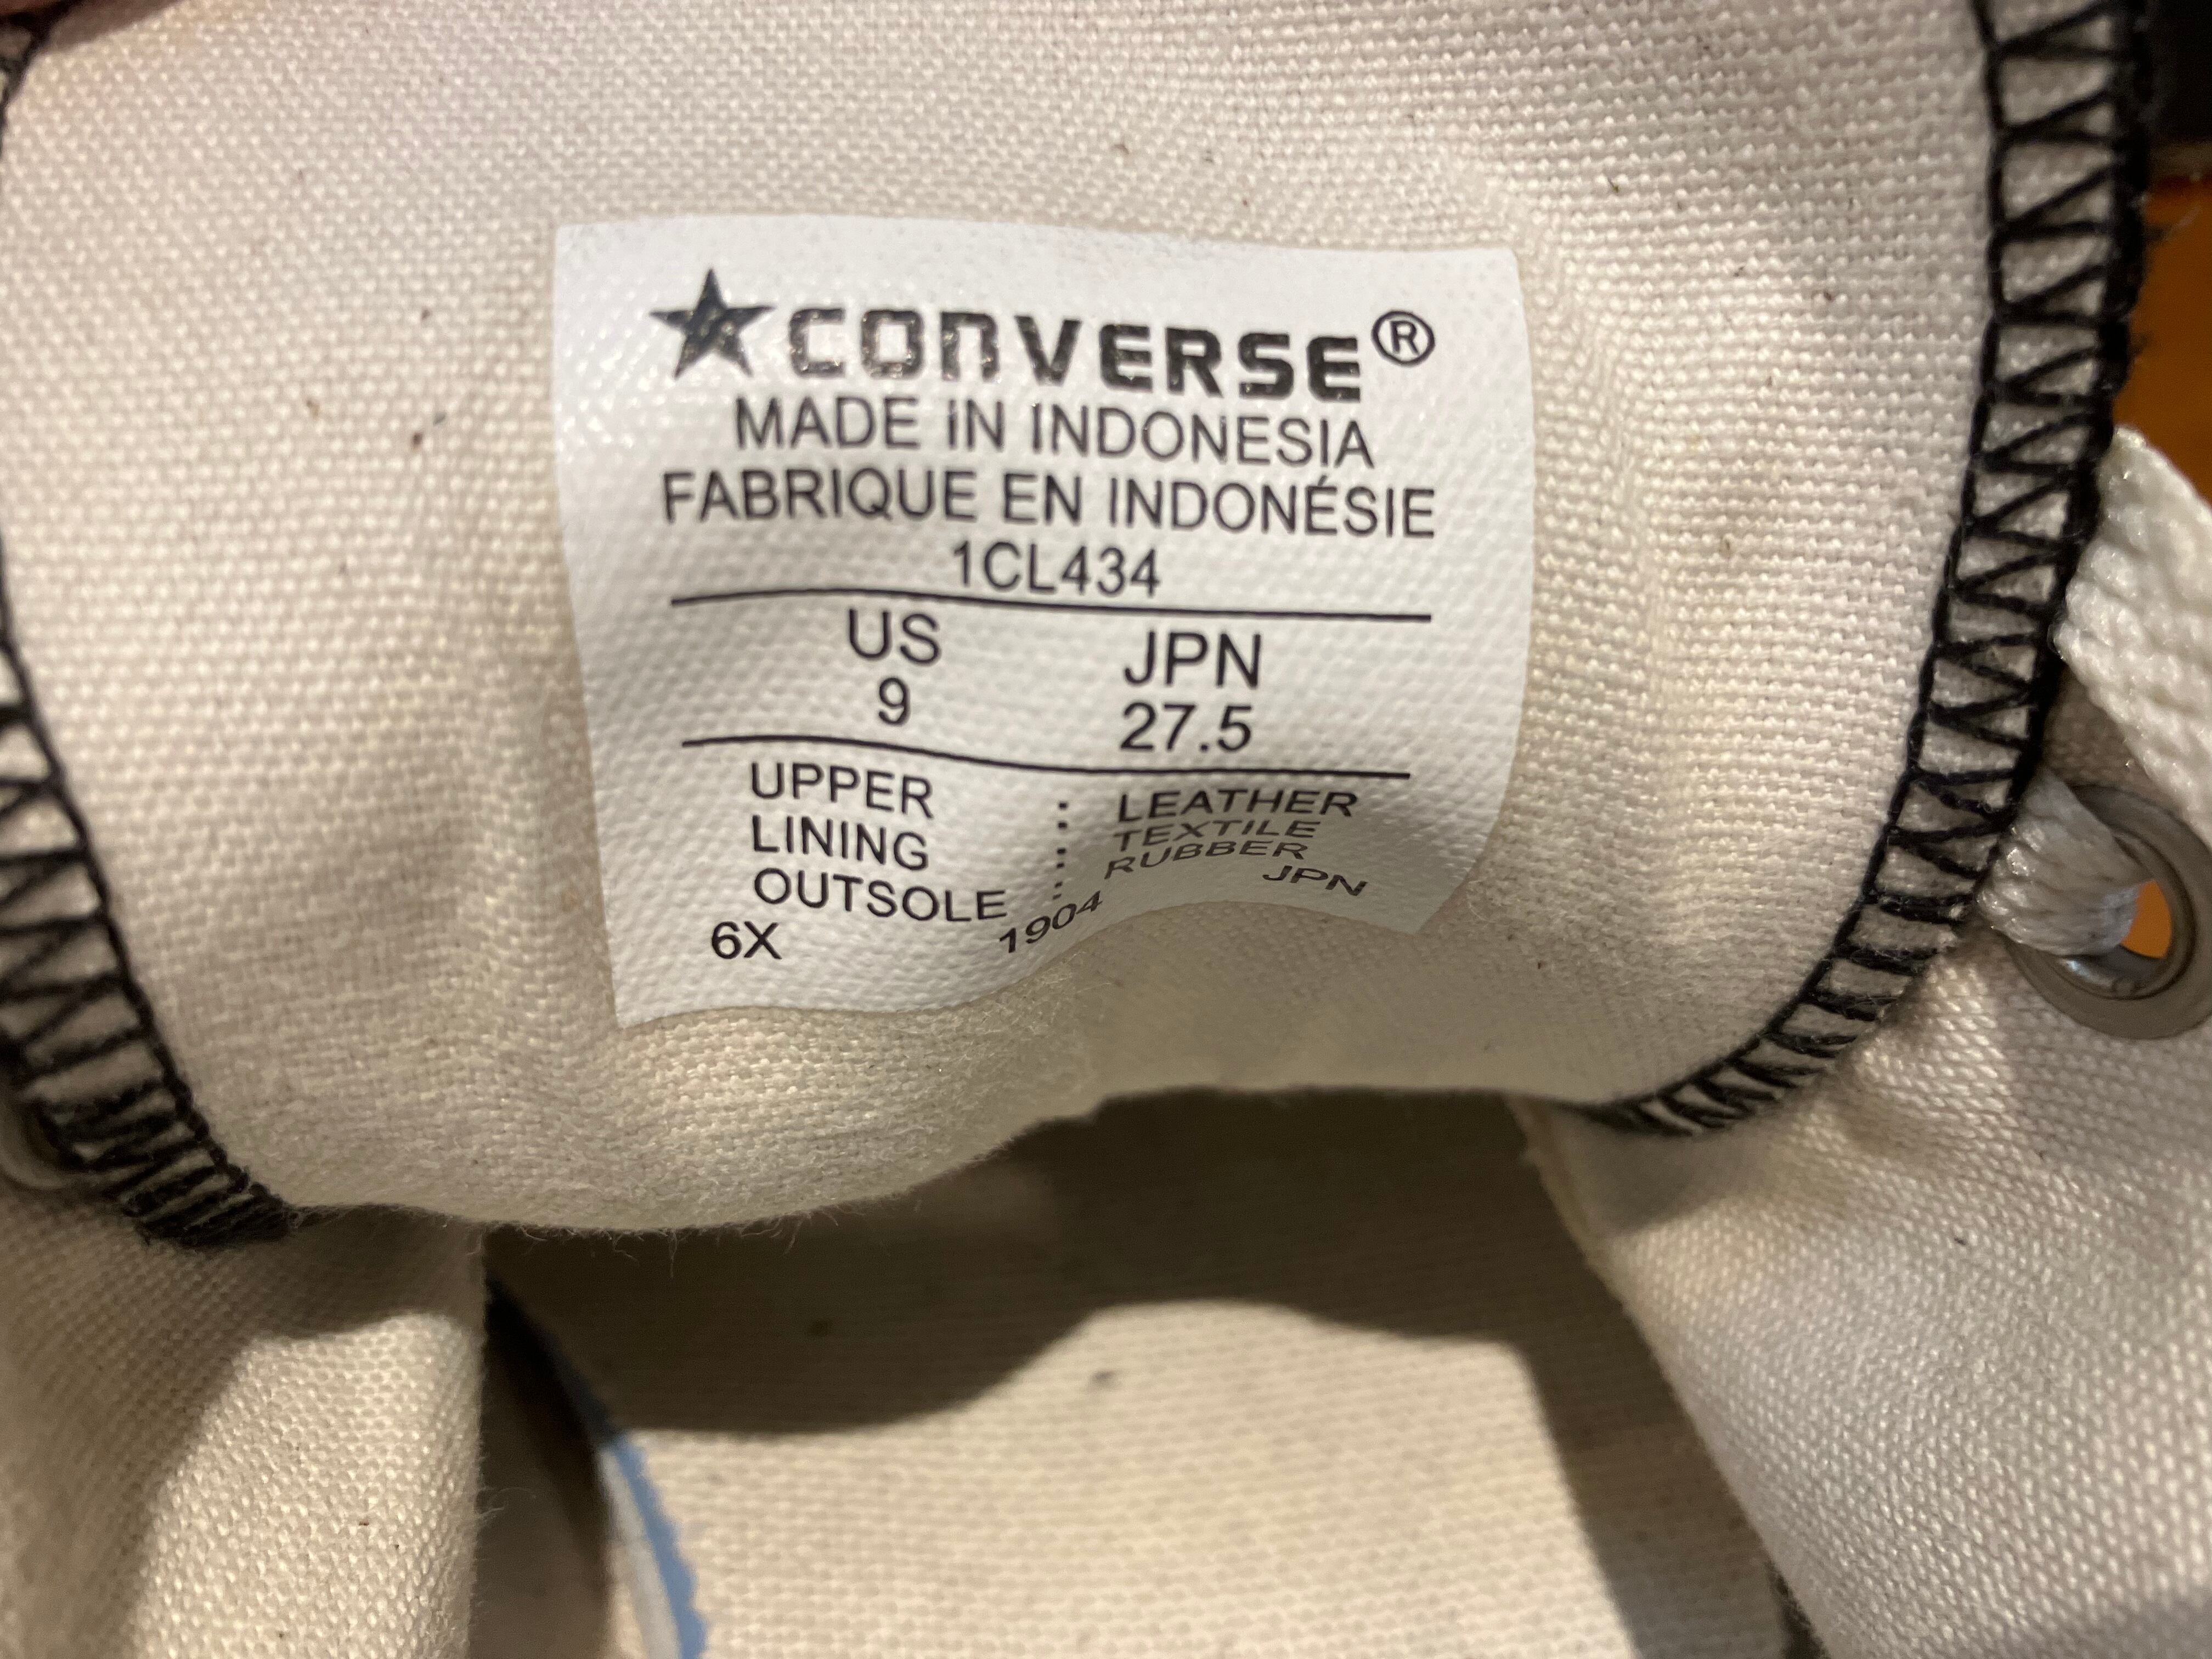 ★CONVERSE®
MADE IN INDONESIA
FABRIQUE EN INDONÉSIE
1CL434
US JPN
9 27.5
UPPER : LEATHER
LINING : TEXTILE
OUTSOLE : RUBBER
6X 1904 JPN